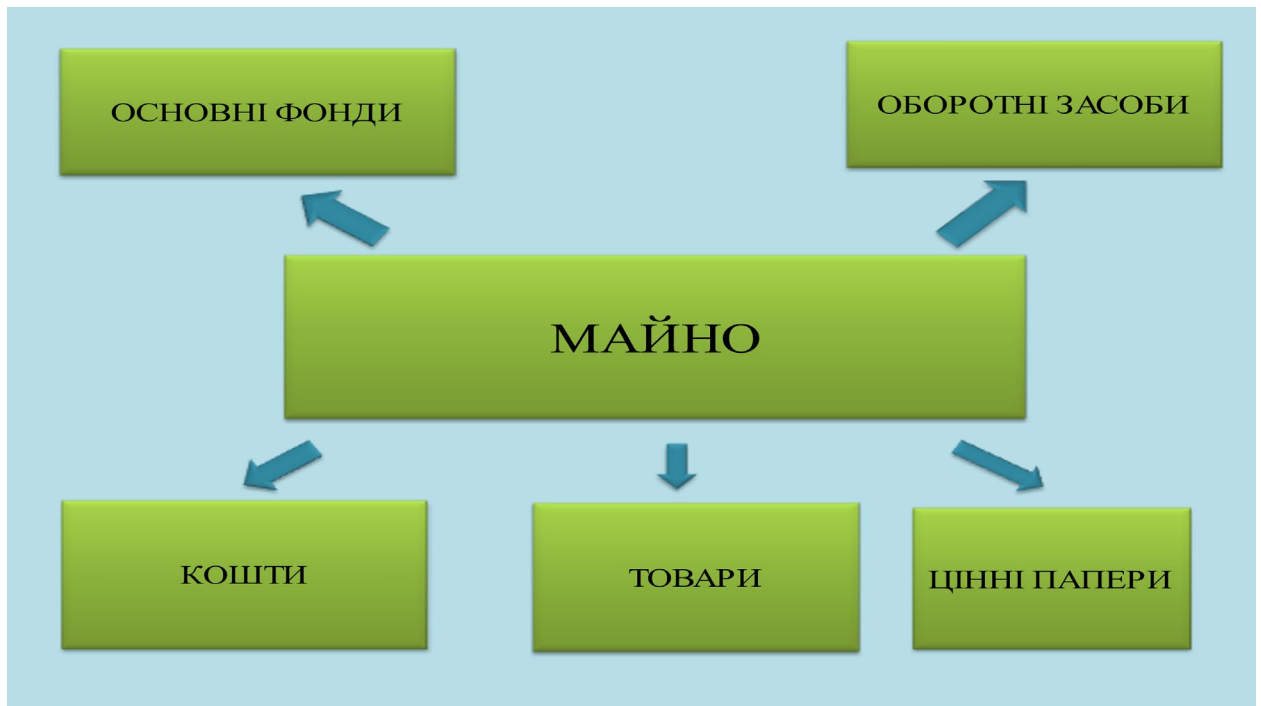 ОСНОВНІ ФОНДИ
ОБОРОТНІ ЗАСОБИ
МАЙНО
КОШТИ
ТОВАРИ
ЦІННІ ПАПЕРИ